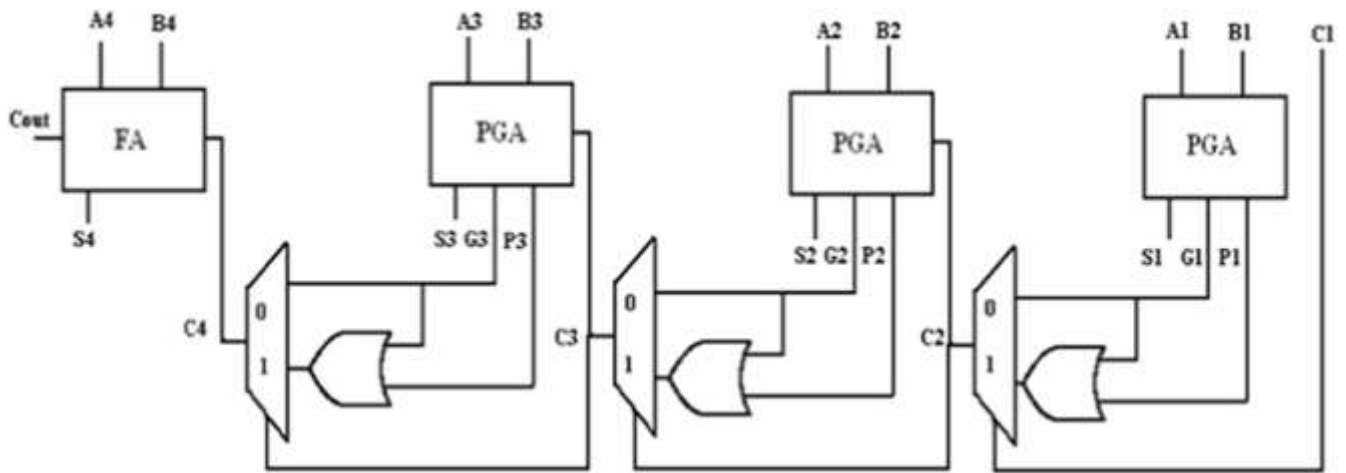 A4 B4 A3 B3 A2 B2 A1 B1 C1
Cout FA PGA PGA PGA
S4 S3 G3 P3 S2 G2 P2 S1 G1 P1
0 0 0
C4 C3 C2
1 1 1